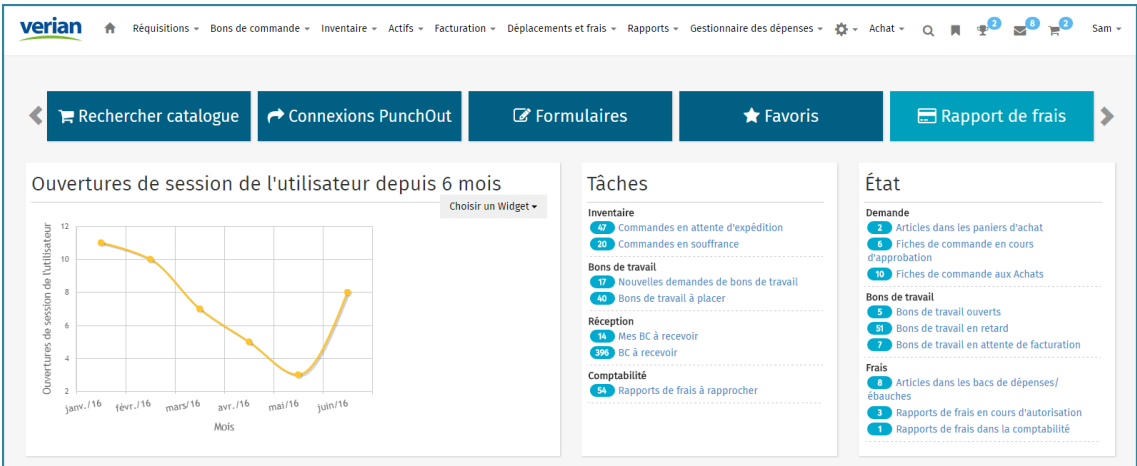 verian
Réquisitions Bons de commande Inventaire Actifs Facturation Déplacements et frais Rapports Gestionnaire des dépenses Achat 2 8 2 Sam
Rechercher catalogue
Connexions PunchOut
Formulaires
Favoris
Rapport de frais
Ouvertures de session de l'utilisateur depuis 6 mois
Choisir un Widget
Ouvertures de session de l'utilisateur
12
10
8
6
4
2
janv./16 févr./16 mars/16 avr./16 mai/16 juin/16
Mois
Tâches
Inventaire
47 Commandes en attente d'expédition
20 Commandes en souffrance
Bons de travail
17 Nouvelles demandes de bons de travail
40 Bons de travail à placer
Réception
14 Mes BC à recevoir
396 BC à recevoir
Comptabilité
54 Rapports de frais à rapprocher
État
Demande
2 Articles dans les paniers d'achat
6 Fiches de commande en cours
d'approbation
10 Fiches de commande aux Achats
Bons de travail
5 Bons de travail ouverts
51 Bons de travail en retard
7 Bons de travail en attente de facturation
Frais
8 Articles dans les bacs de dépenses/
ébauches
3 Rapports de frais en cours d'autorisation
1 Rapports de frais dans la comptabilité